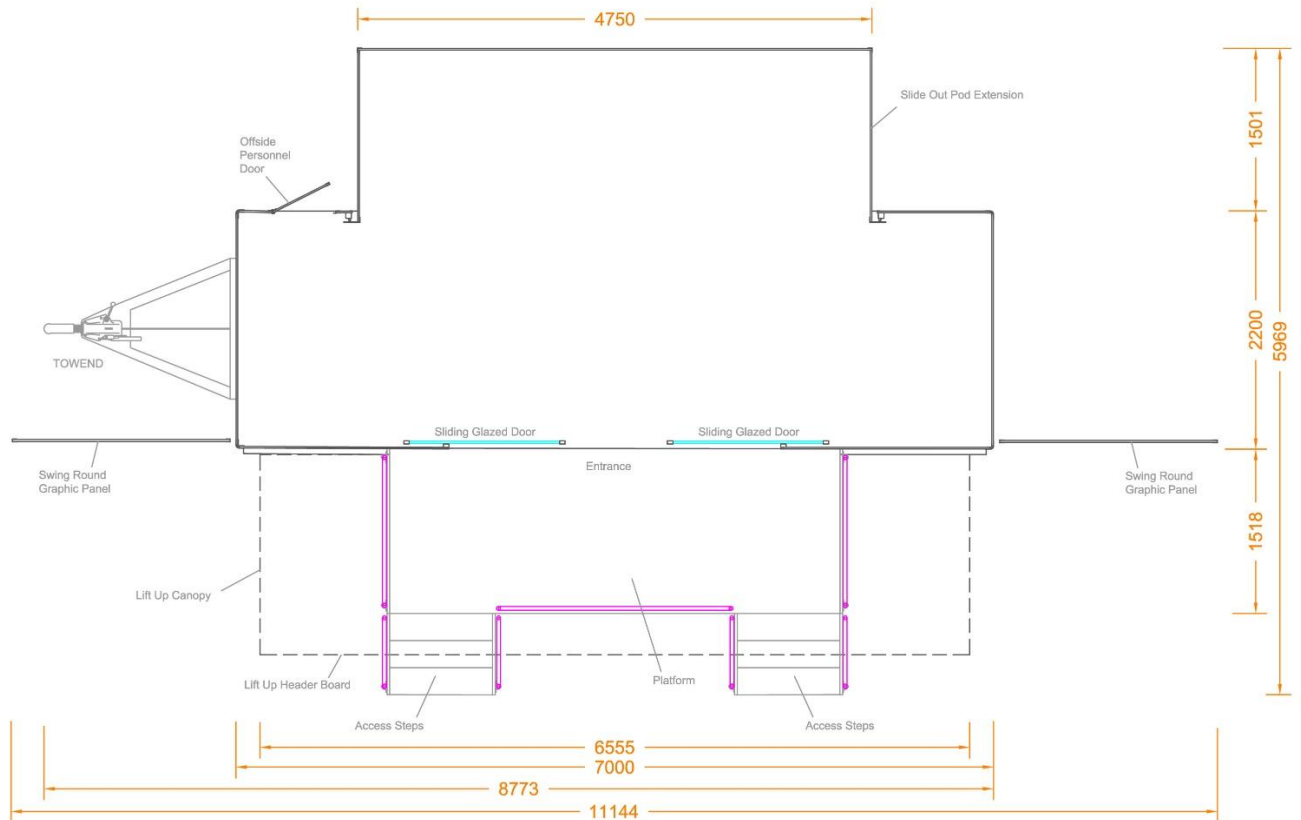 4750
Slide Out Pod Extension
1501
Offside
Personnel
Door
2200
5969
TOWEND
Sliding Glazed Door
Sliding Glazed Door
Entrance
Swing Round
Graphic Panel
Swing Round
Graphic Panel
1518
Lift Up Canopy
Lift Up Header Board
Platform
Access Steps
Access Steps
6555
7000
8773
11144